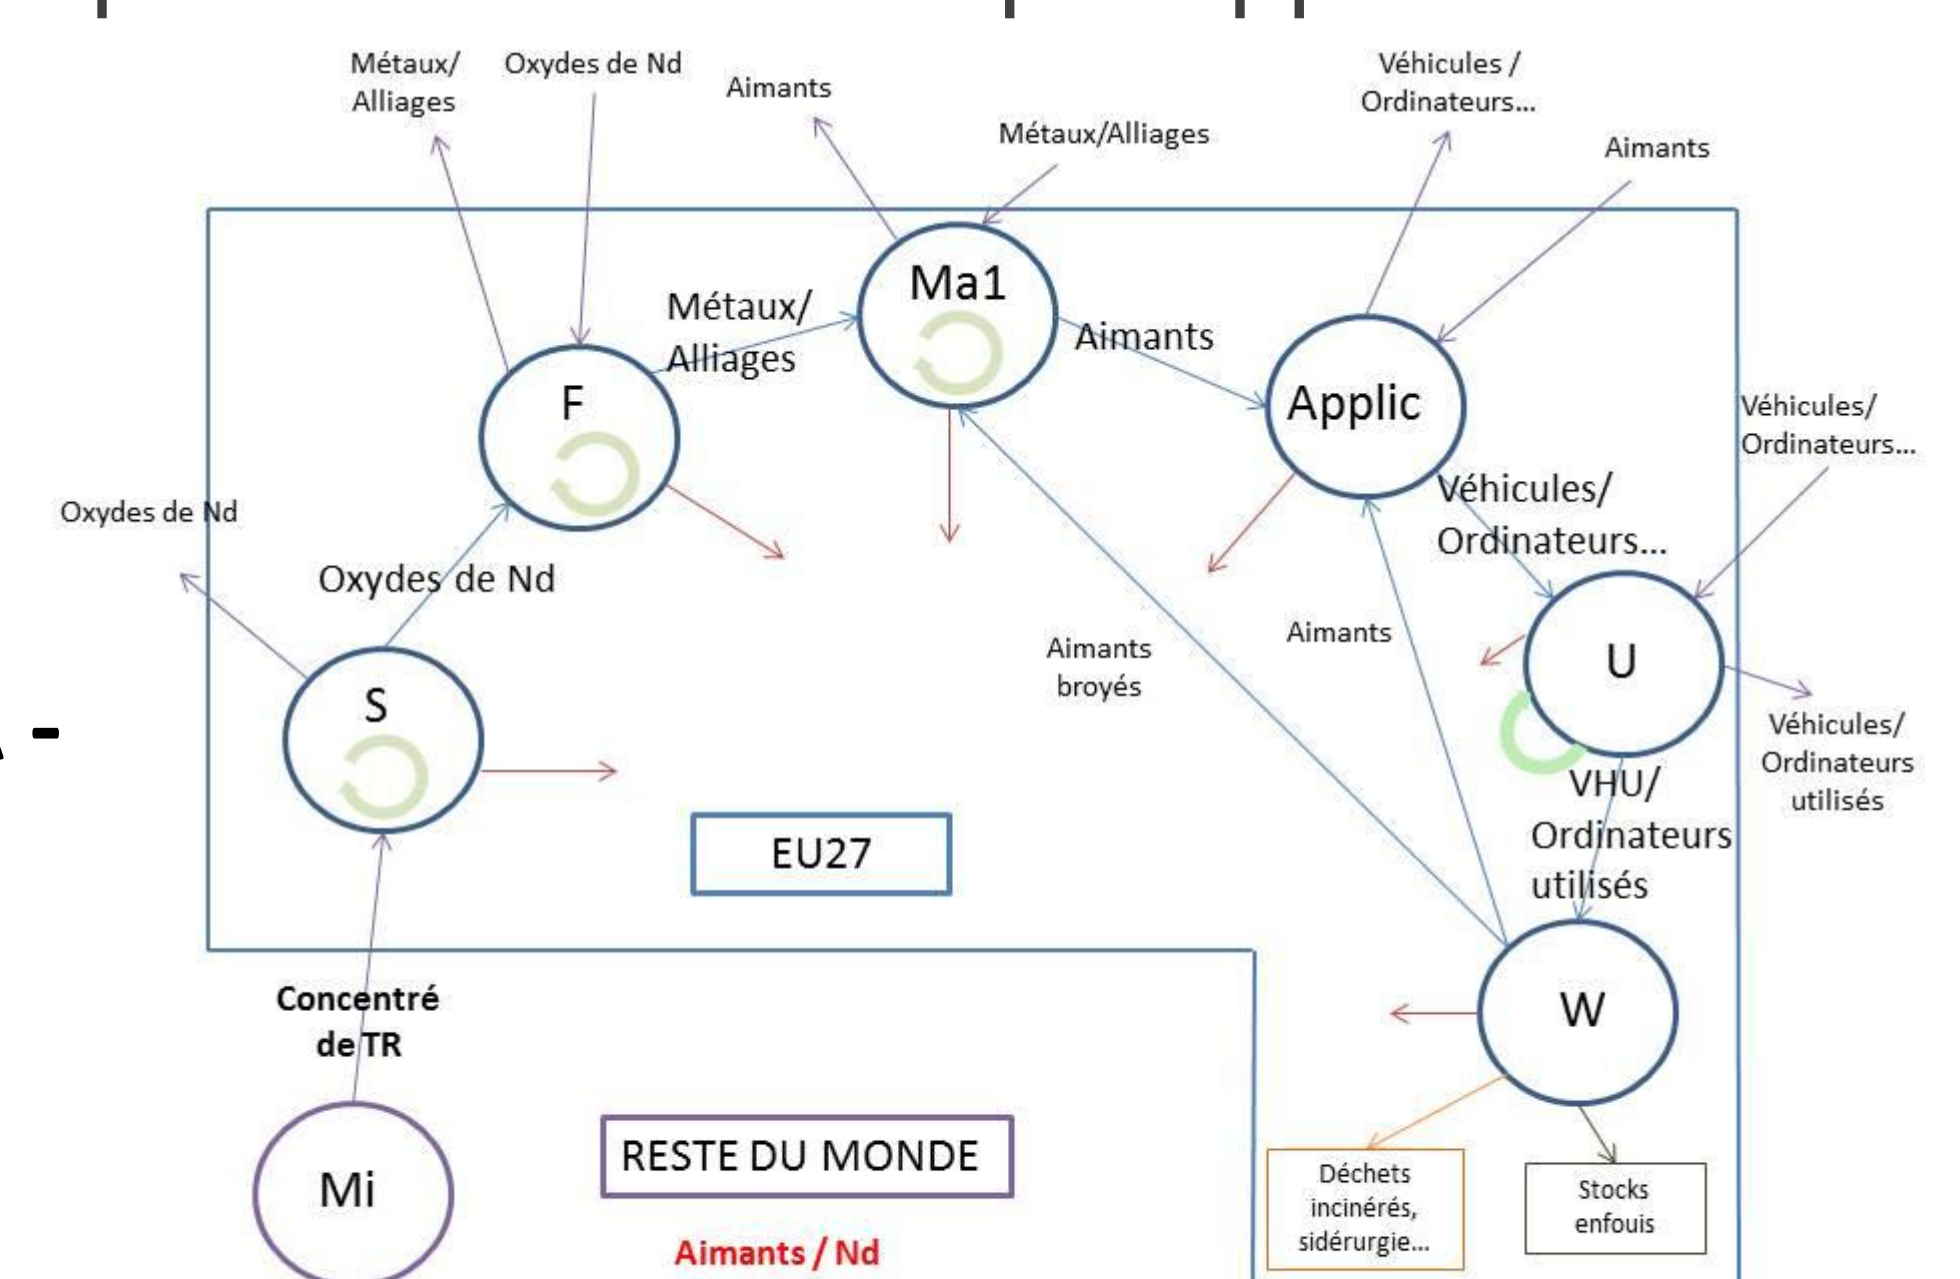 Métaux/
Alliages
Oxydes de Nd
Aimants
Métaux/Alliages
Véhicules /
Ordinateurs...
Aimants
Ma1
Métaux/
Alliages
Aimants
F
Applic
Véhicules/
Ordinateurs...
Véhicules/
Ordinateurs...
Oxydes de Nd
Oxydes de Nd
Aimants
Aimants
broyés
U
S
Véhicules/
Ordinateurs
utilisés
VHU/
Ordinateurs
utilisés
EU27
Concentré
de TR
W
RESTE DU MONDE
Mi
Déchets
incinérés,
sidérurgie...
Stocks
enfouis
Aimants / Nd